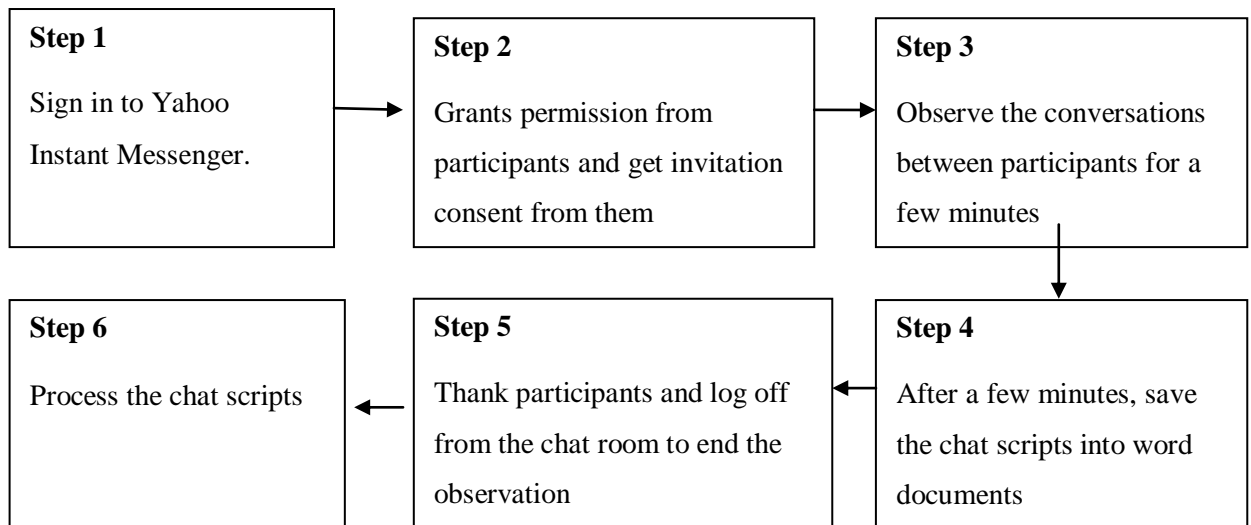 Step 1
Sign in to Yahoo
Instant Messenger.
Step 2
Grants permission from
participants and get invitation
consent from them
Step 3
Observe the conversations
between participants for a
few minutes
Step 4
After a few minutes, save
the chat scripts into word
documents
Step 5
Thank participants and log off
from the chat room to end the
observation
Step 6
Process the chat scripts